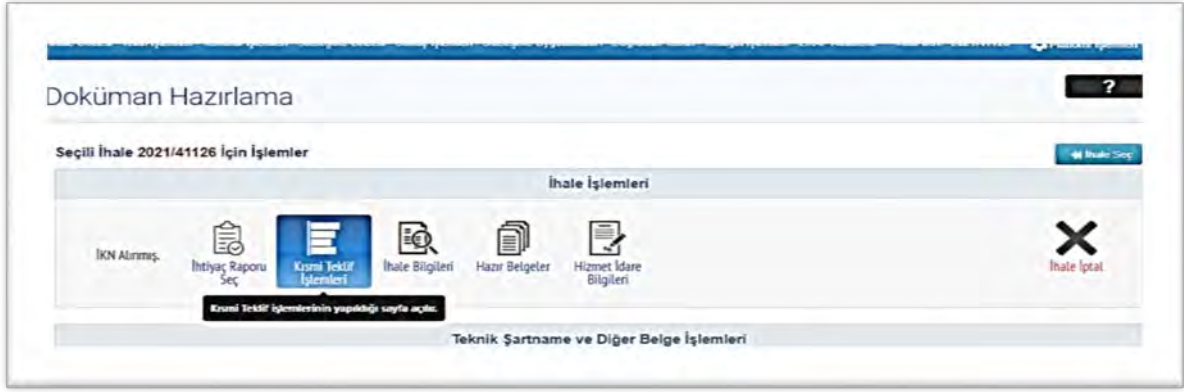 Doküman Hazırlama
?
Seçili İhale 2021/41126 İçin İşlemler
İhale Seç
İhale İşlemleri
İKN Alınmış.
İhtiyaç Raporu
Seç
Kısmi Teklif
İşlemleri
İhale Bilgileri
Hazır Belgeler
Hizmet İdare
Bilgileri
İhale İptal
Kısmi Teklif işlemlerinin yapıldığı sayfa açılır.
Teknik Şartname ve Diğer Belge İşlemleri